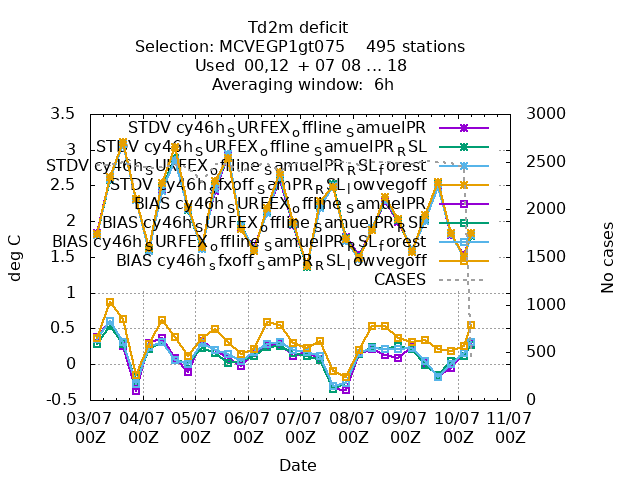 Td2m deficit
Selection: MCVEGP1gt075 495 stations
Used 00,12 + 07 08 ... 18
Averaging window: 6h
STDV cy46h_SURFEX_offline_SamuelPR
STDV cy46h_SURFEX_offline_SamuelPR_RSL
STDV cy46h_SURFEX_offline_SamuelPR_RSL_forest
STDV cy46h_sfxoff_SamPR_RSL_lowvegoff
BIAS cy46h_SURFEX_offline_SamuelPR
BIAS cy46h_SURFEX_offline_SamuelPR_RSL
BIAS cy46h_SURFEX_offline_SamuelPR_RSL_forest
BIAS cy46h_sfxoff_SamPR_RSL_lowvegoff
CASES
deg C
3.5
3
2.5
2
1.5
1
0.5
0
-0.5
No cases
3000
2500
2000
1500
1000
500
0
03/07 04/07 05/07 06/07 07/07 08/07 09/07 10/07 11/07
00Z 00Z 00Z 00Z 00Z 00Z 00Z 00Z 00Z
Date